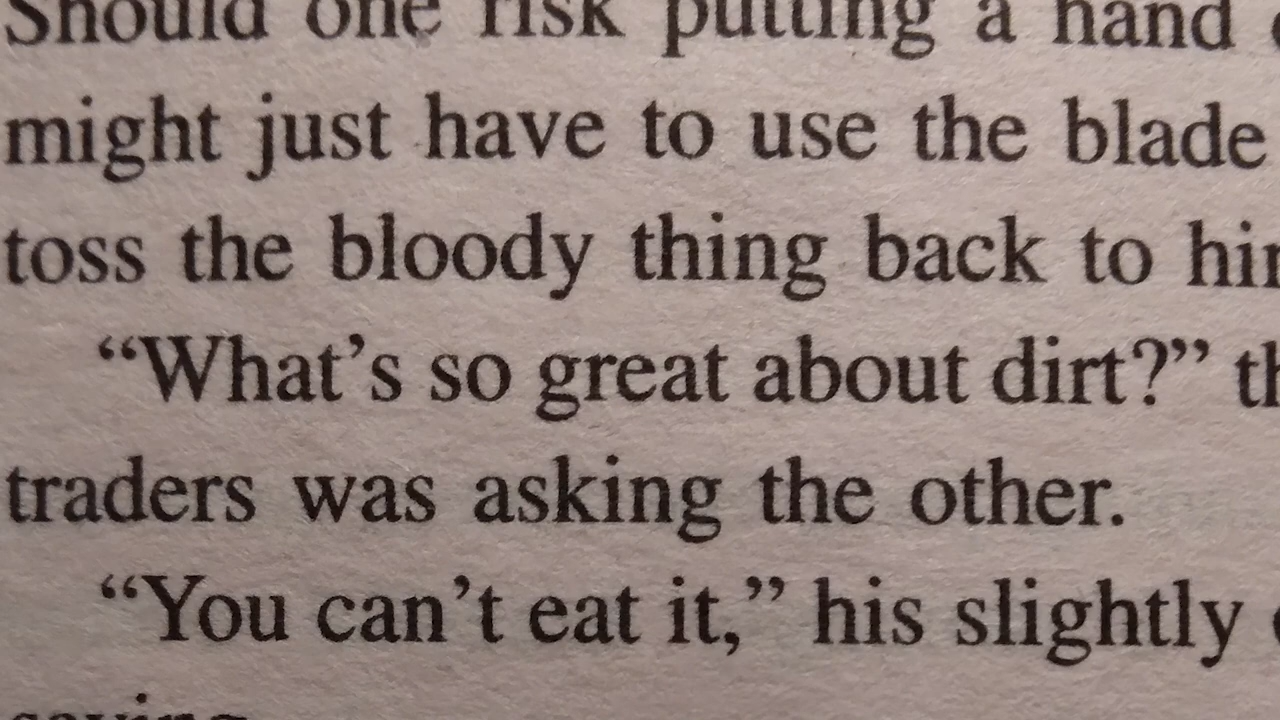 Should one risk putting a hand
might just have to use the blade
toss the bloody thing back to
“What’s so great about dirt?”
traders was asking the other.
“You can’t eat it,” his slightly
saying